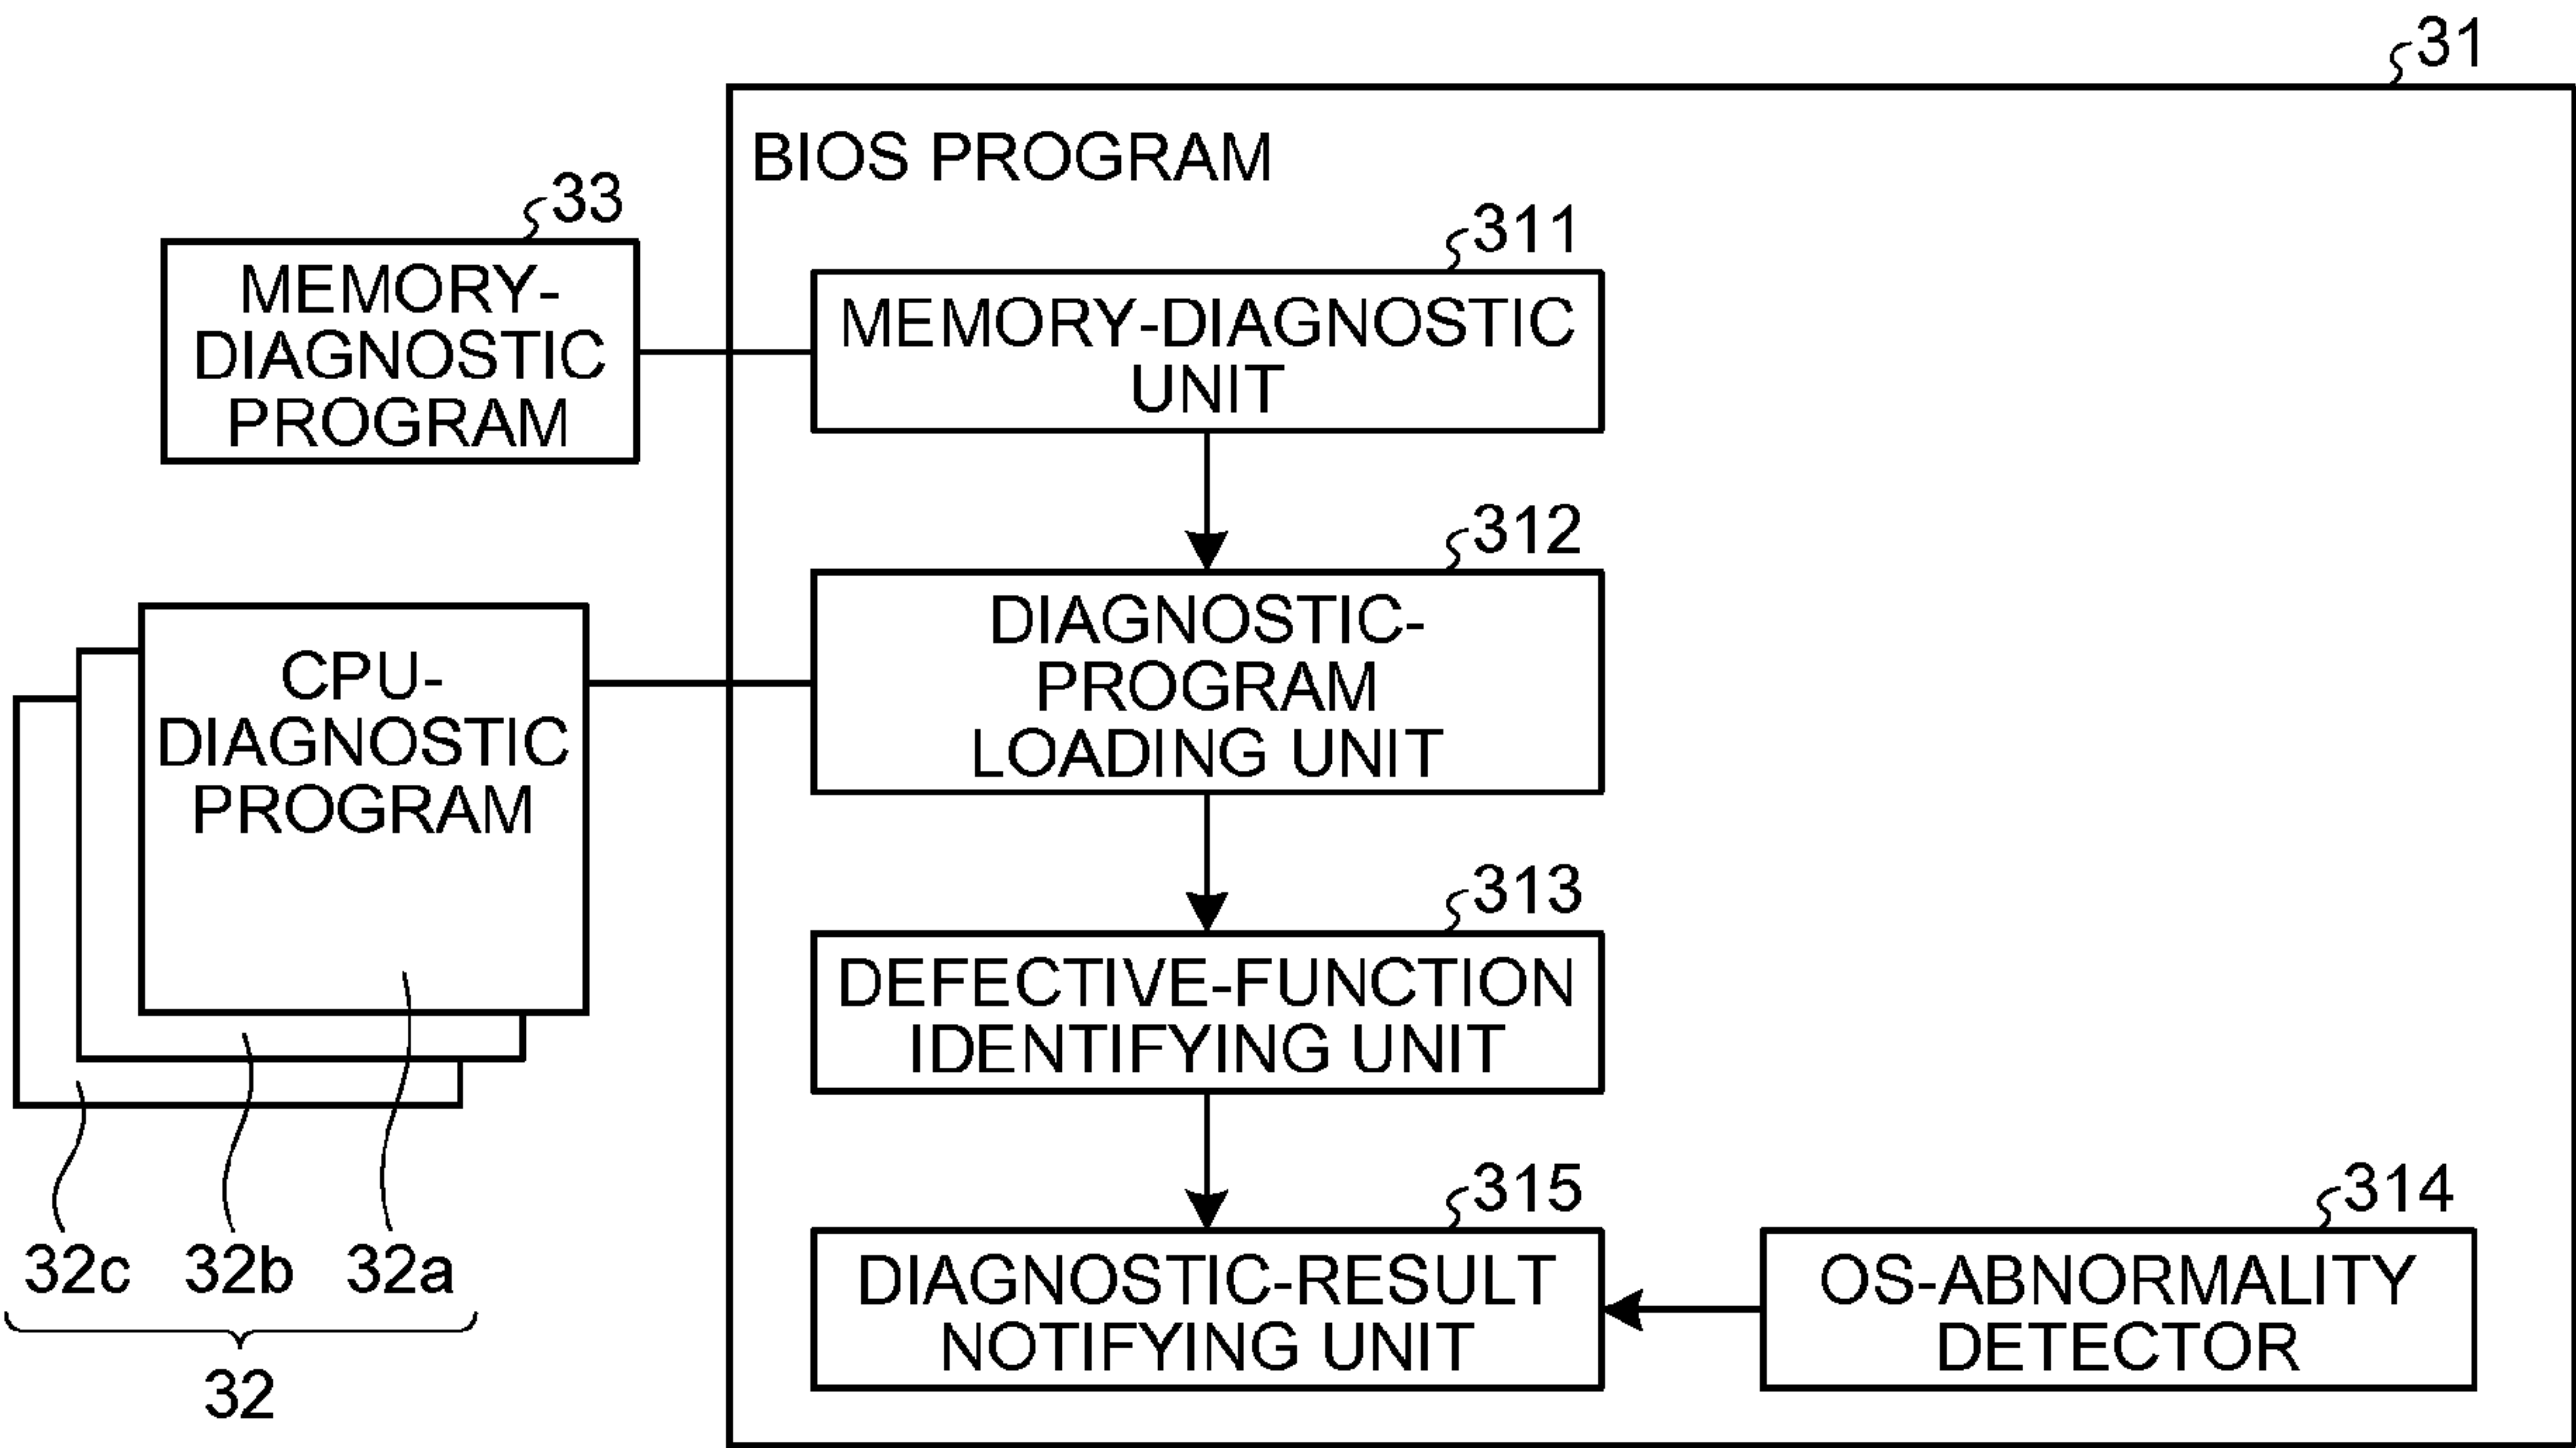 31
BIOS PROGRAM
33
MEMORY-
DIAGNOSTIC
PROGRAM
311
MEMORY-DIAGNOSTIC
UNIT
312
DIAGNOSTIC-
PROGRAM
LOADING UNIT
CPU-
DIAGNOSTIC
PROGRAM
313
DEFECTIVE-FUNCTION
IDENTIFYING UNIT
315
DIAGNOSTIC-RESULT
NOTIFYING UNIT
314
OS-ABNORMALITY
DETECTOR
32c 32b 32a
32